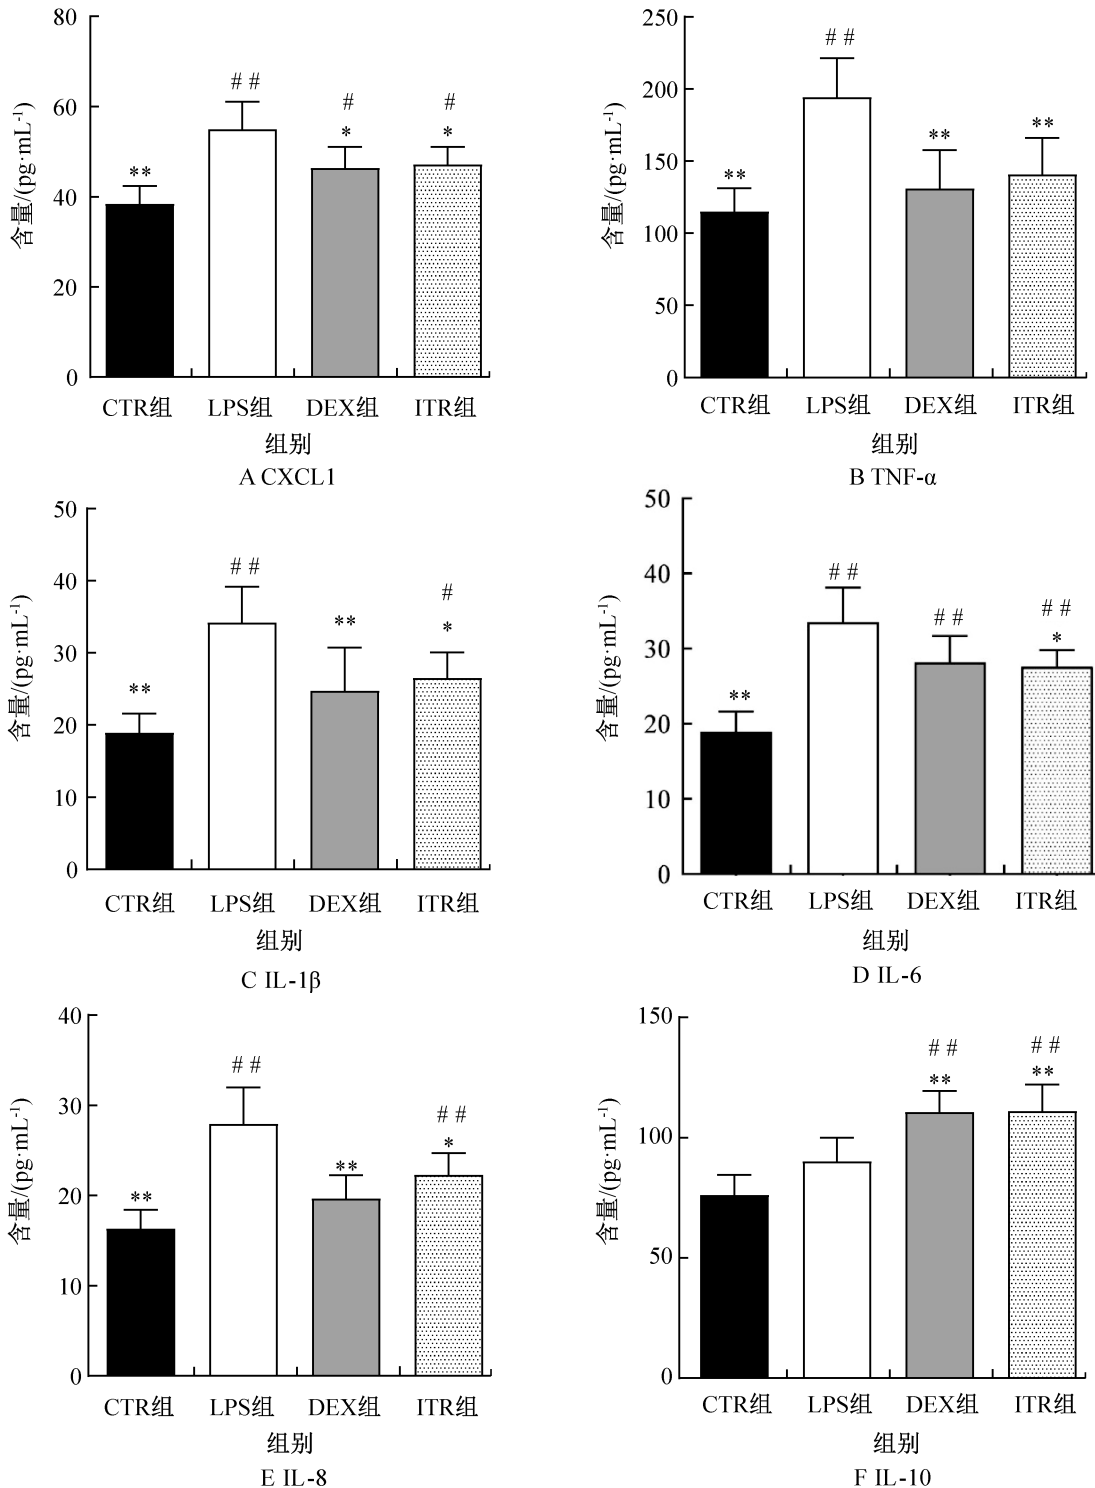 80
60
40
20
0
含量/(pg·mL⁻¹)
**
# #
#
*
#
*
CTR组 LPS组 DEX组 ITR组
组别
A CXCL1
250
200
150
100
50
0
含量/(pg·mL⁻¹)
**
# #
**
**
CTR组 LPS组 DEX组 ITR组
组别
B TNF-α
50
40
30
20
10
0
含量/(pg·mL⁻¹)
**
# #
**
#
*
CTR组 LPS组 DEX组 ITR组
组别
C IL-1β
50
40
30
20
10
0
含量/(pg·mL⁻¹)
**
# #
# #
# #
*
CTR组 LPS组 DEX组 ITR组
组别
D IL-6
40
30
20
10
0
含量/(pg·mL⁻¹)
**
# #
**
# #
*
CTR组 LPS组 DEX组 ITR组
组别
E IL-8
150
100
50
0
含量/(pg·mL⁻¹)
# #
**
# #
**
CTR组 LPS组 DEX组 ITR组
组别
F IL-10